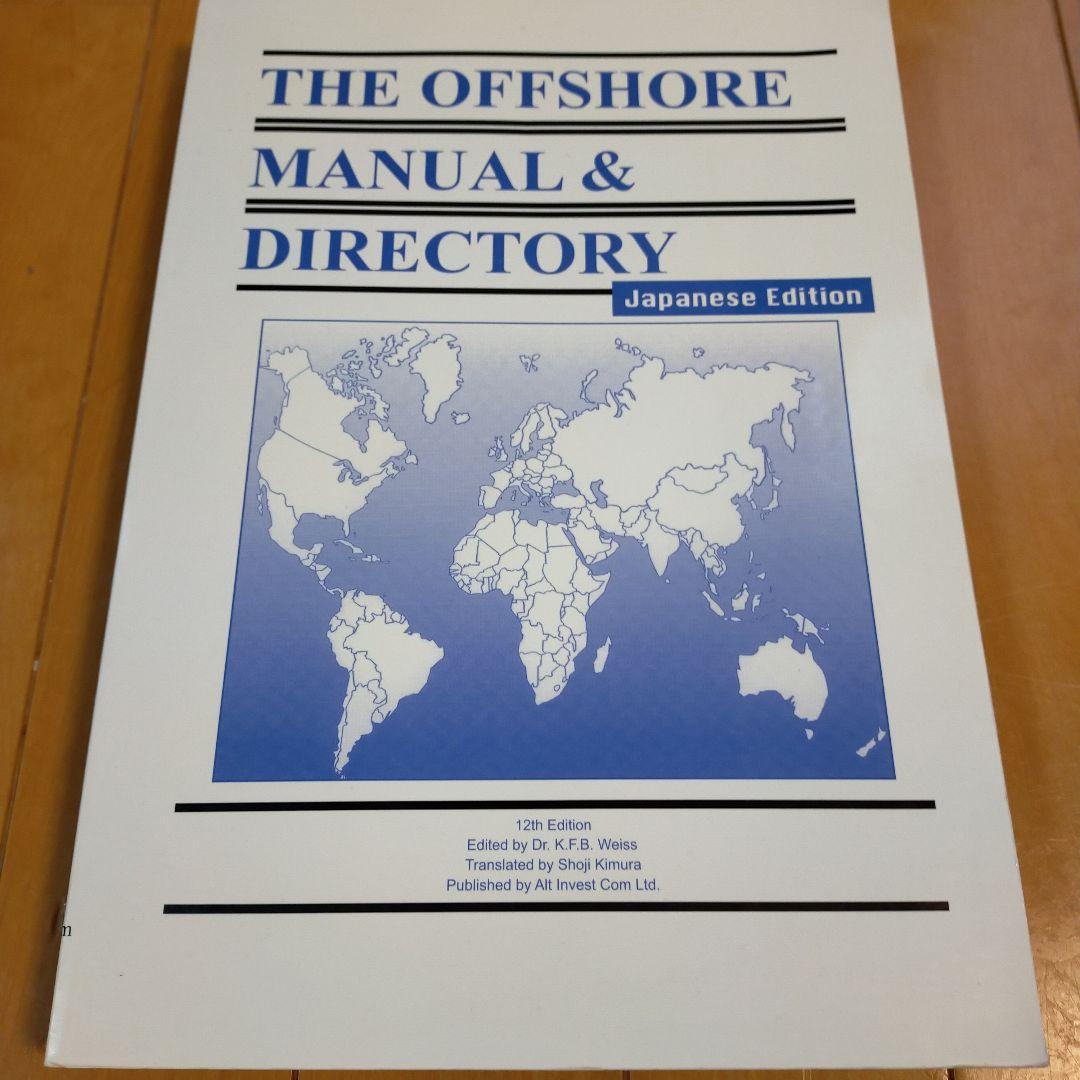 THE OFFSHORE
MANUAL &
DIRECTORY
Japanese Edition
12th Edition
Edited by Dr. K.F.B. Weiss
Translated by Shoji Kimura
Published by Alt Invest Com Ltd.
m